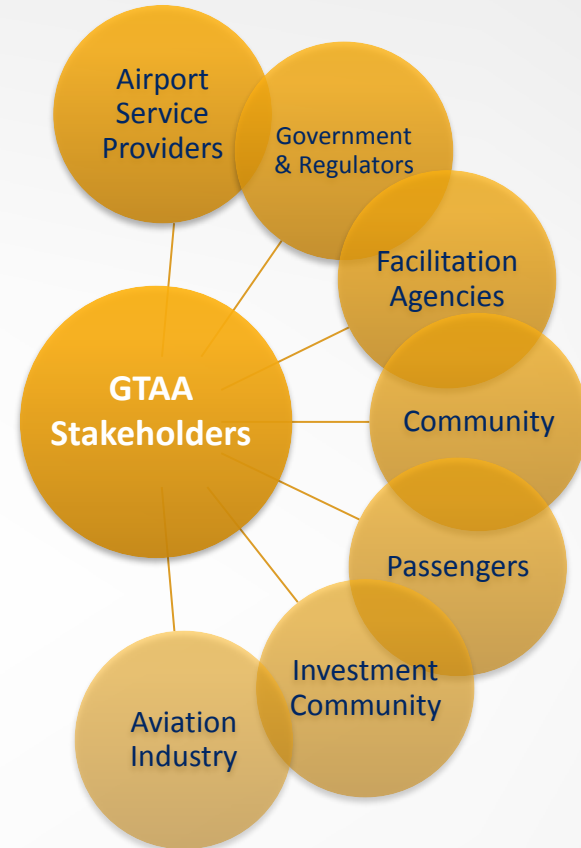 Airport
Service
Providers
Government
& Regulators
Facilitation
Agencies
GTAA
Stakeholders
Community
Passengers
Investment
Community
Aviation
Industry